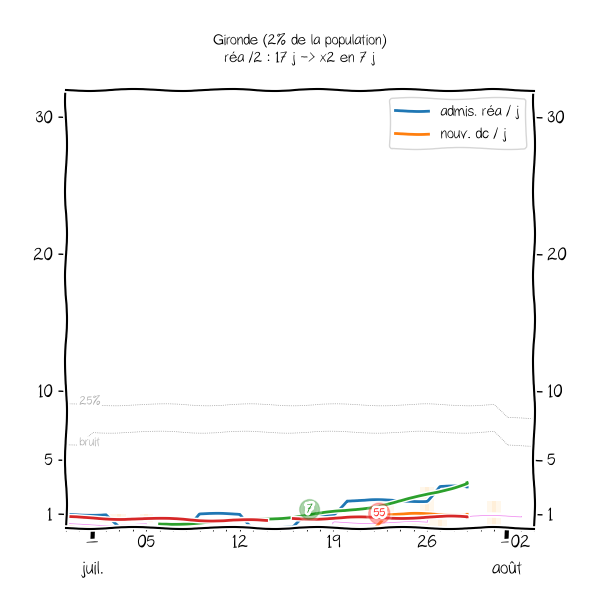 Gironde (2% de la population)
réa /2 : 17 j -> x2 en 7 j
admis. réa / j
nouv. dc / j
30
30
20
20
10
10
25%
bruit
5
5
7
55
1
1
05
12
19
26
02
juil.
août